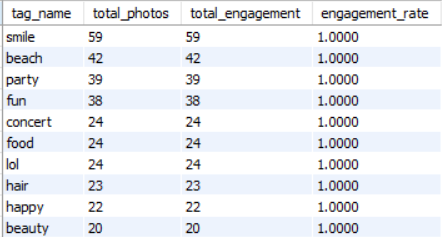 tag_name total_photos total_engagement engagement_rate
smile 59 59 1.0000
beach 42 42 1.0000
party 39 39 1.0000
fun 38 38 1.0000
concert 24 24 1.0000
food 24 24 1.0000
lol 24 24 1.0000
hair 23 23 1.0000
happy 22 22 1.0000
beauty 20 20 1.0000